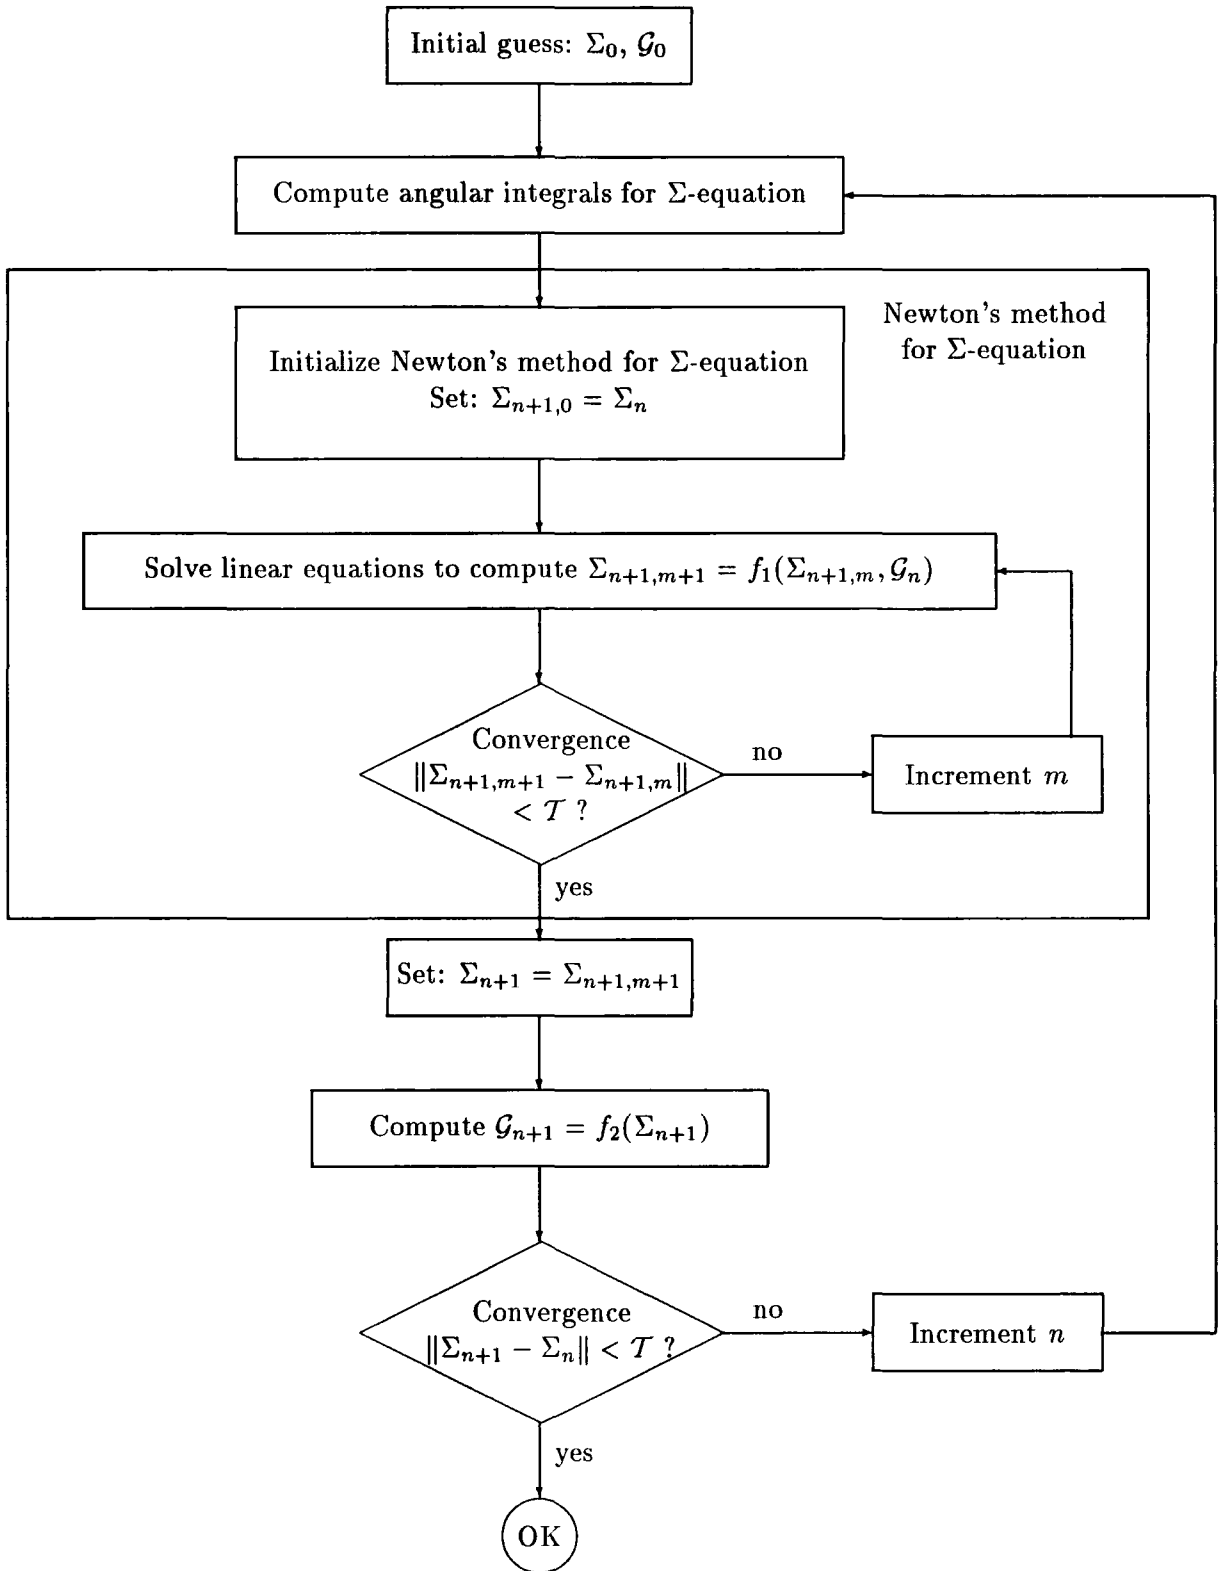 Initial guess: Σ₀, 𝒢₀
Compute angular integrals for Σ-equation
Newton's method
for Σ-equation
Initialize Newton's method for Σ-equation
Set: Σₙ₊₁,₀ = Σₙ
Solve linear equations to compute Σₙ₊₁,ₘ₊₁ = f₁(Σₙ₊₁,ₘ, 𝒢ₙ)
Convergence
‖Σₙ₊₁,ₘ₊₁ − Σₙ₊₁,ₘ‖
< 𝒯 ?
no
Increment m
yes
Set: Σₙ₊₁ = Σₙ₊₁,ₘ₊₁
Compute 𝒢ₙ₊₁ = f₂(Σₙ₊₁)
Convergence
‖Σₙ₊₁ − Σₙ‖ < 𝒯 ?
no
Increment n
yes
OK